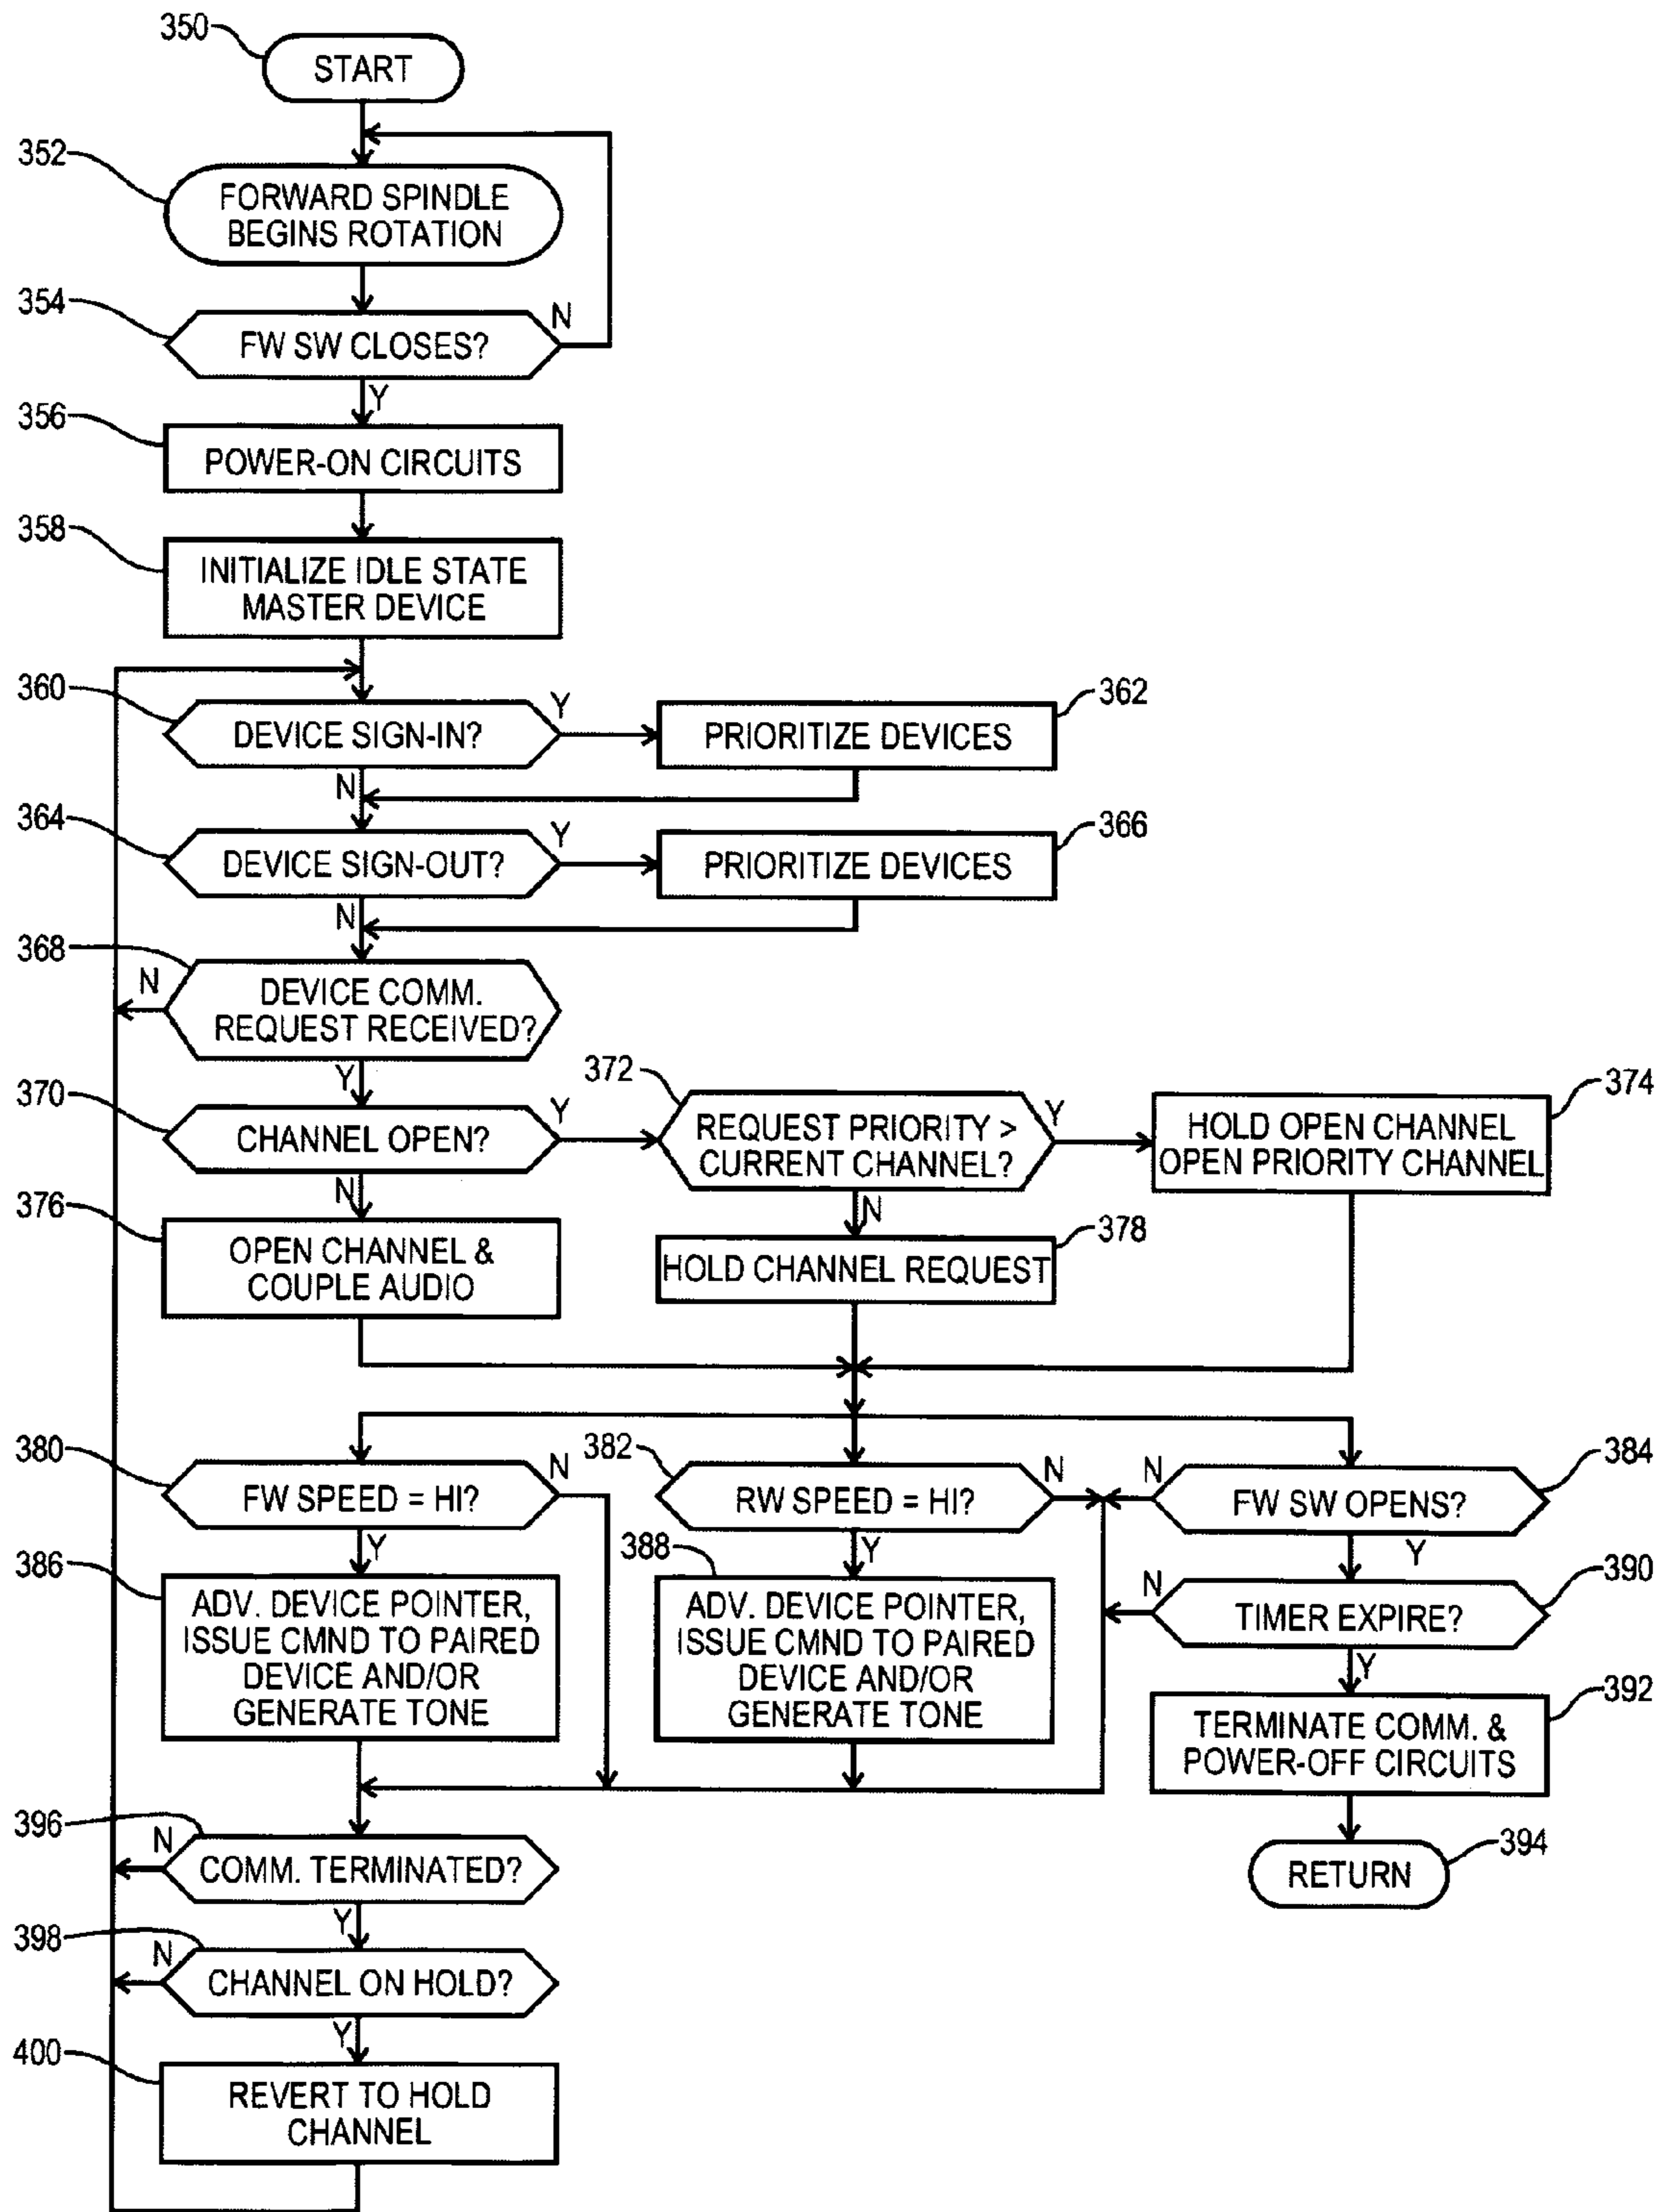 350
START
352
FORWARD SPINDLE
BEGINS ROTATION
354
FW SW CLOSES?
N
Y
356
POWER-ON CIRCUITS
358
INITIALIZE IDLE STATE
MASTER DEVICE
360
DEVICE SIGN-IN?
Y
N
362
PRIORITIZE DEVICES
364
DEVICE SIGN-OUT?
Y
N
366
PRIORITIZE DEVICES
368
N
DEVICE COMM.
REQUEST RECEIVED?
Y
370
CHANNEL OPEN?
Y
N
372
REQUEST PRIORITY >
CURRENT CHANNEL?
Y
N
374
HOLD OPEN CHANNEL
OPEN PRIORITY CHANNEL
376
OPEN CHANNEL &
COUPLE AUDIO
378
HOLD CHANNEL REQUEST
380
FW SPEED = HI?
N
Y
382
RW SPEED = HI?
N
Y
384
N
FW SW OPENS?
Y
386
ADV. DEVICE POINTER,
ISSUE CMND TO PAIRED
DEVICE AND/OR
GENERATE TONE
388
ADV. DEVICE POINTER,
ISSUE CMND TO PAIRED
DEVICE AND/OR
GENERATE TONE
390
N
TIMER EXPIRE?
Y
392
TERMINATE COMM. &
POWER-OFF CIRCUITS
394
RETURN
396
N
COMM. TERMINATED?
Y
398
N
CHANNEL ON HOLD?
Y
400
REVERT TO HOLD
CHANNEL